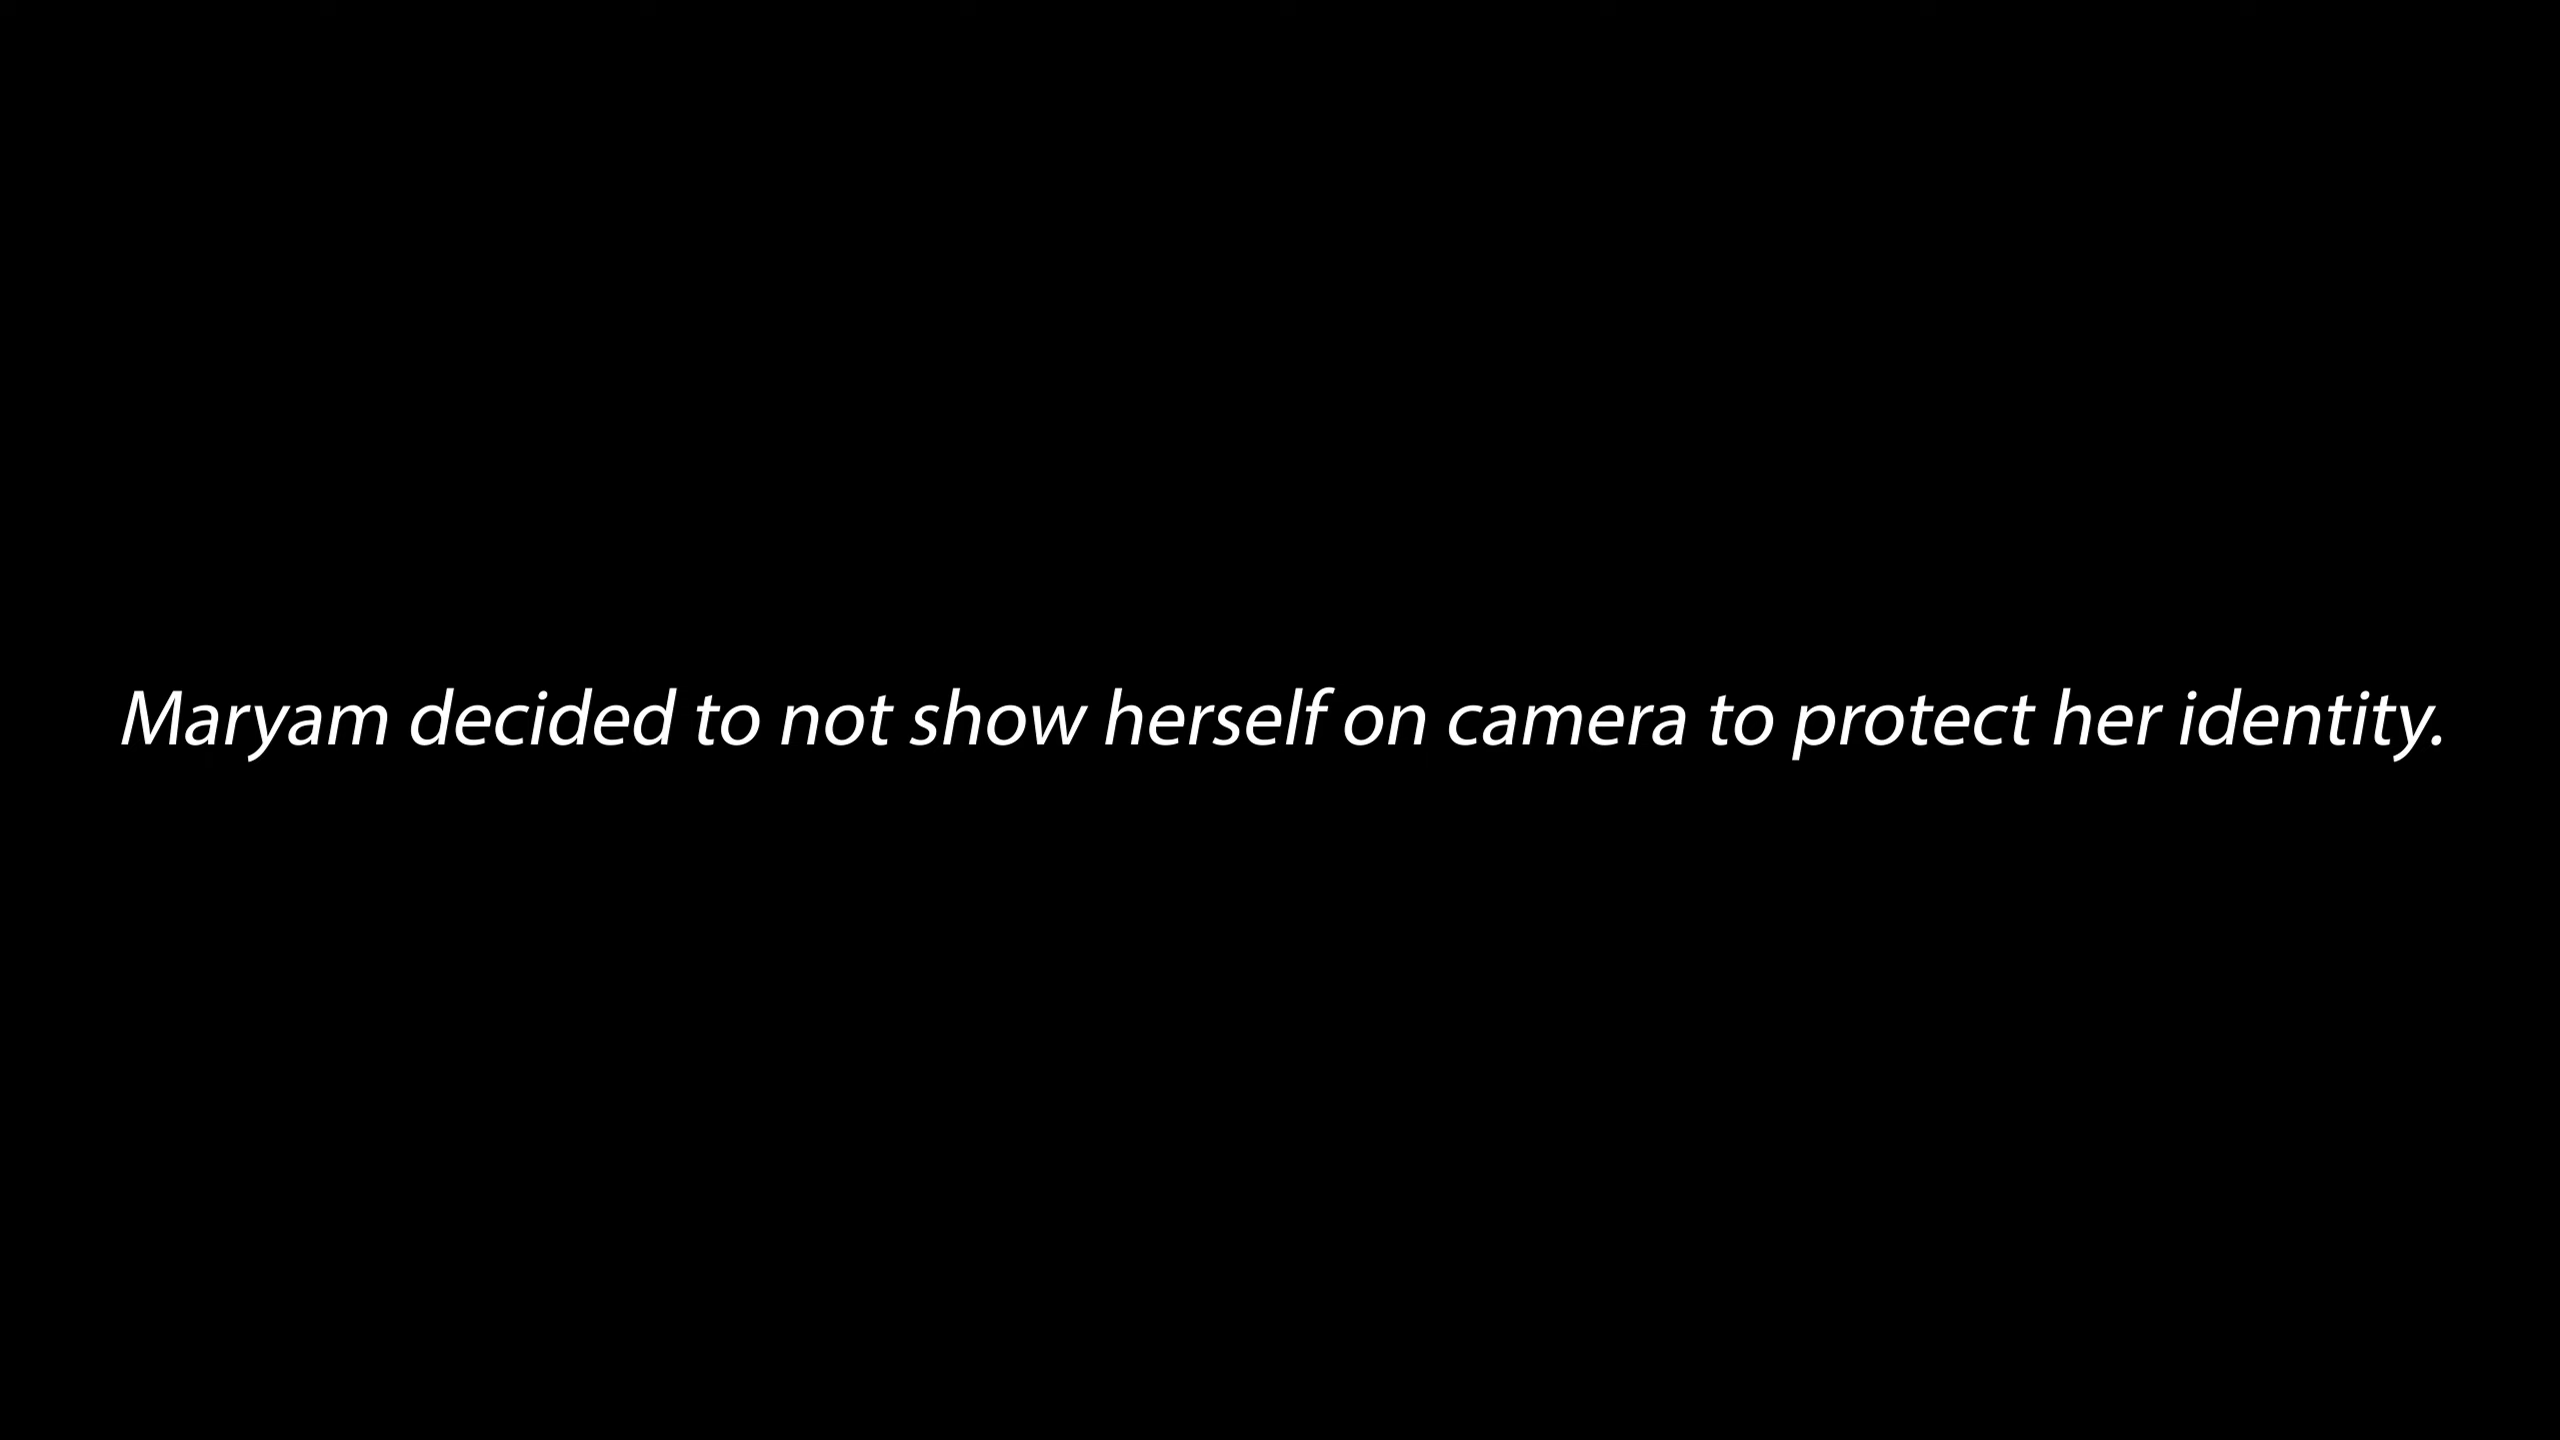 Maryam decided to not show herself on camera to protect her identity.